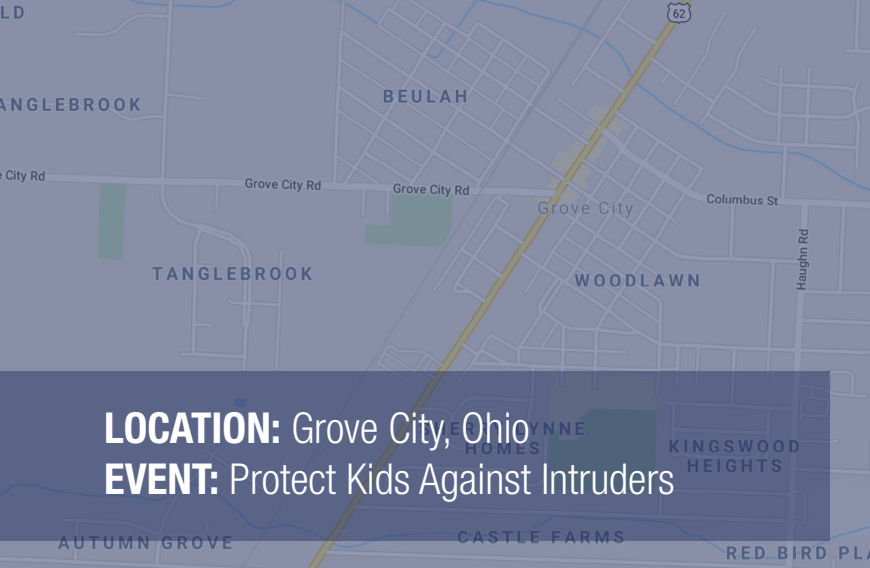 62
LD
BEULAH
ANGLEBROOK
e City Rd
Grove City Rd
Grove City Rd
Columbus St
Grove City
Haughn Rd
TANGLEBROOK
WOODLAWN
LOCATION: Grove City, Ohio
HOMES
KINGSWOOD
HEIGHTS
EVENT: Protect Kids Against Intruders
AUTUMN GROVE
CASTLE FARMS
RED BIRD PLA